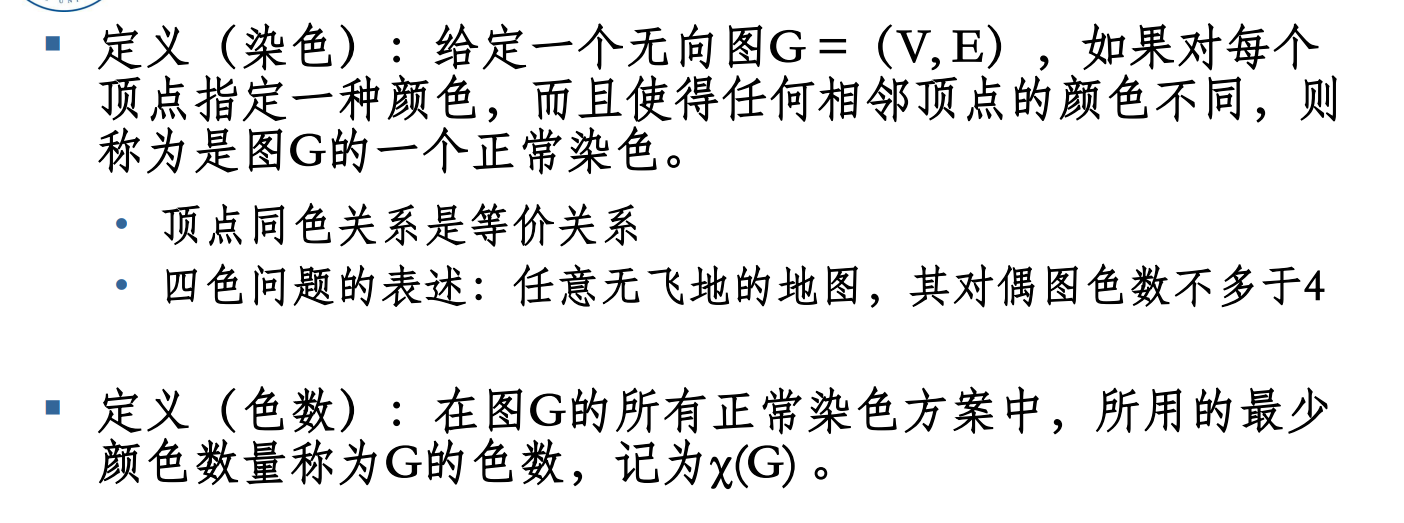 定义（染色）：给定一个无向图G =（V, E），如果对每个
顶点指定一种颜色，而且使得任何相邻顶点的颜色不同，则
称为是图G的一个正常染色。
顶点同色关系是等价关系
四色问题的表述：任意无飞地的地图，其对偶图色数不多于4
定义（色数）：在图G的所有正常染色方案中，所用的最少
颜色数量称为G的色数，记为χ(G) 。